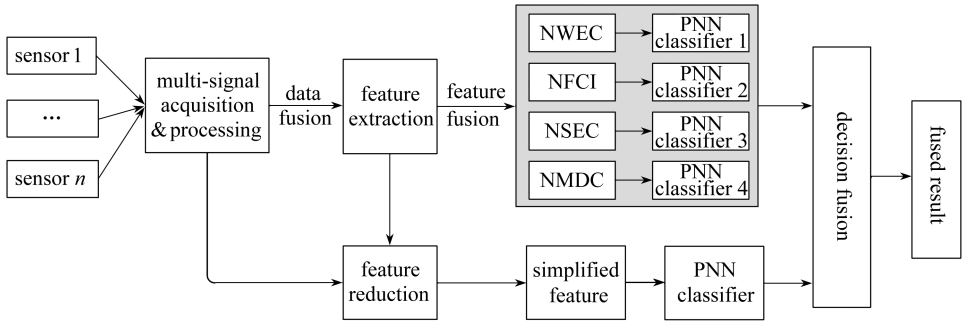 sensor 1
...
sensor n
multi-signal
acquisition
& processing
data
fusion
feature
extraction
feature
fusion
NWEC
PNN
classifier 1
NFCI
PNN
classifier 2
NSEC
PNN
classifier 3
NMDC
PNN
classifier 4
feature
reduction
simplified
feature
PNN
classifier
decision fusion
fused result